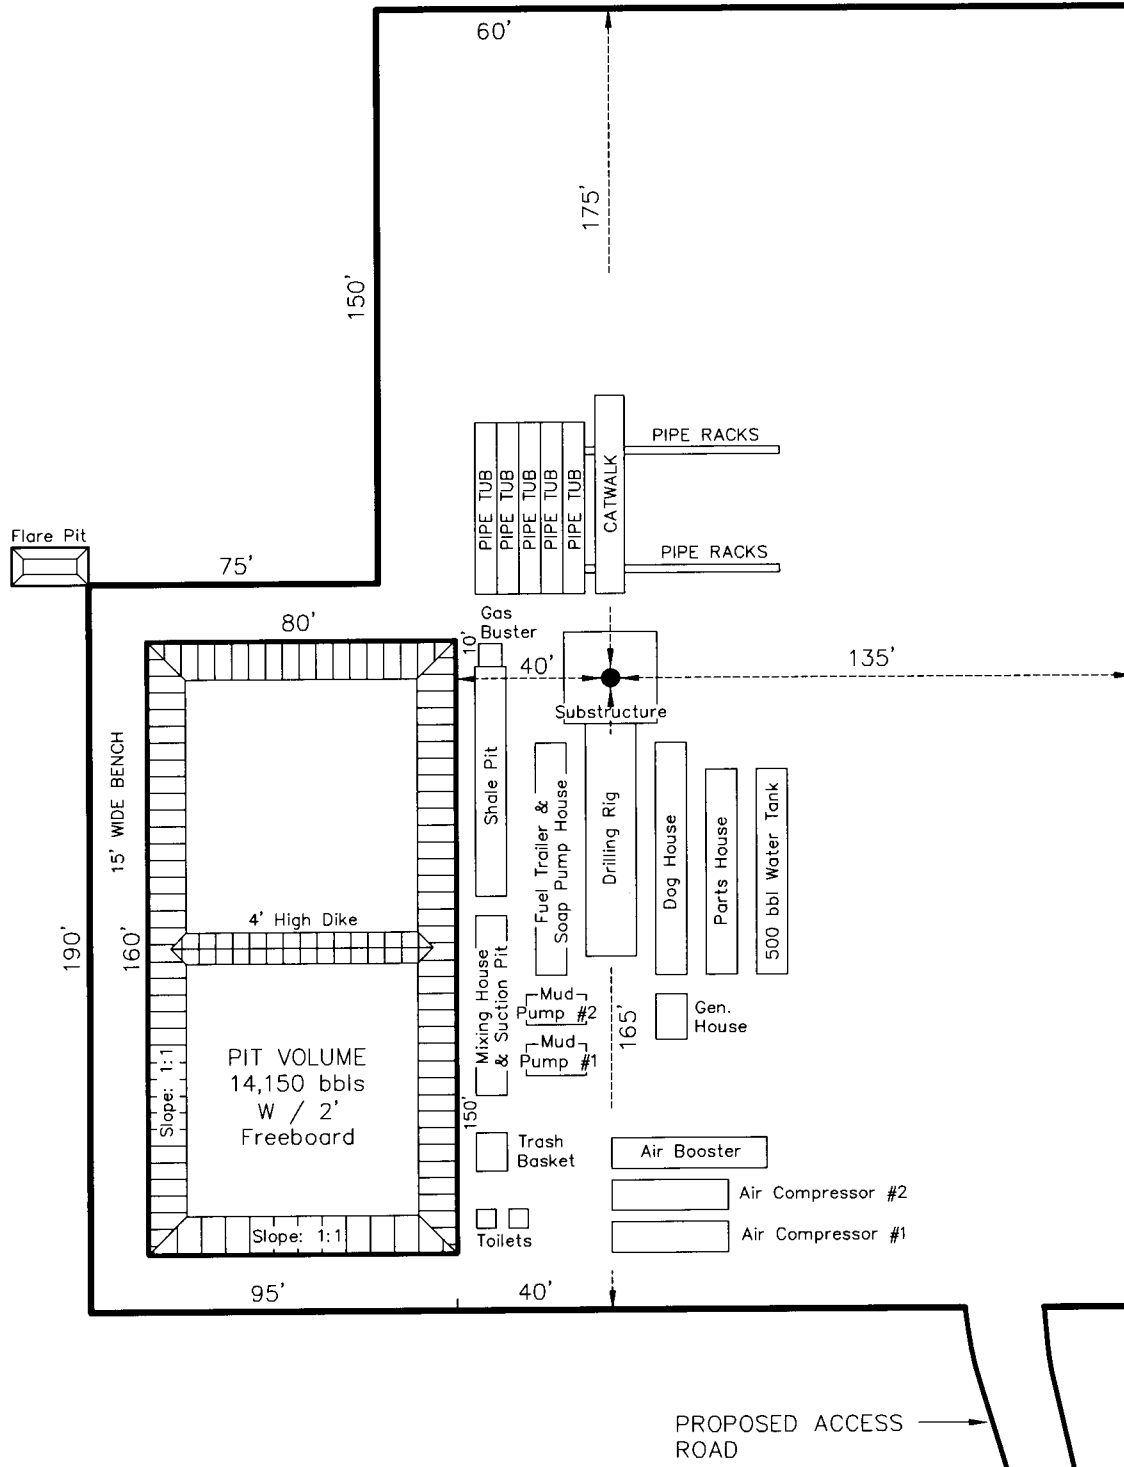 60'
175'
150'
PIPE RACKS
PIPE TUB
PIPE TUB
PIPE TUB
PIPE TUB
PIPE TUB
CATWALK
Flare Pit
75'
PIPE RACKS
80'
Gas
Buster
10'
40'
135'
Substructure
15' WIDE BENCH
Shale Pit
Fuel Trailer &
Soap Pump House
Drilling Rig
Dog House
Parts House
500 bbl Water Tank
4' High Dike
190'
160'
Mixing House
& Suction Pit
Mud
Pump #2
165'
Gen.
House
Mud
Pump #1
Slope: 1:1
PIT VOLUME
14,150 bbls
W / 2'
Freeboard
150'
Trash
Basket
Air Booster
Air Compressor #2
Slope: 1:1
Toilets
Air Compressor #1
95'
40'
PROPOSED ACCESS
ROAD